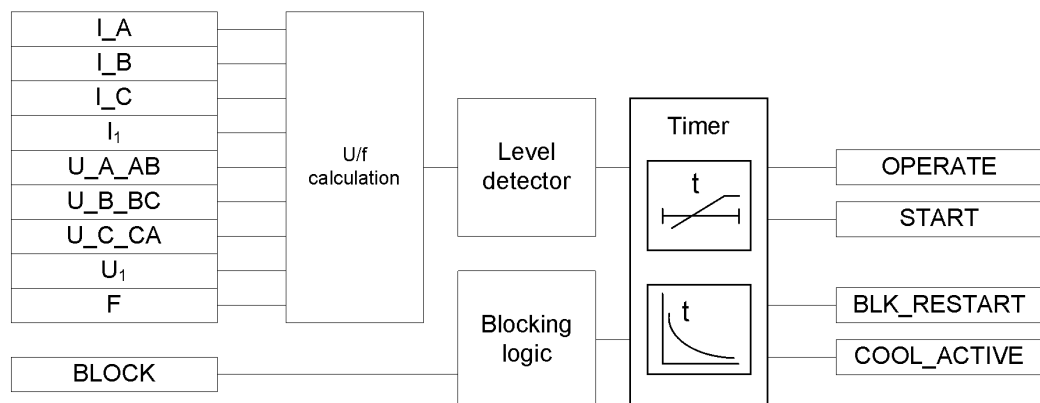 I_A
I_B
I_C
I₁
U_A_AB
U_B_BC
U_C_CA
U₁
F
BLOCK
U/f
calculation
Level
detector
Blocking
logic
Timer
t
t
OPERATE
START
BLK_RESTART
COOL_ACTIVE